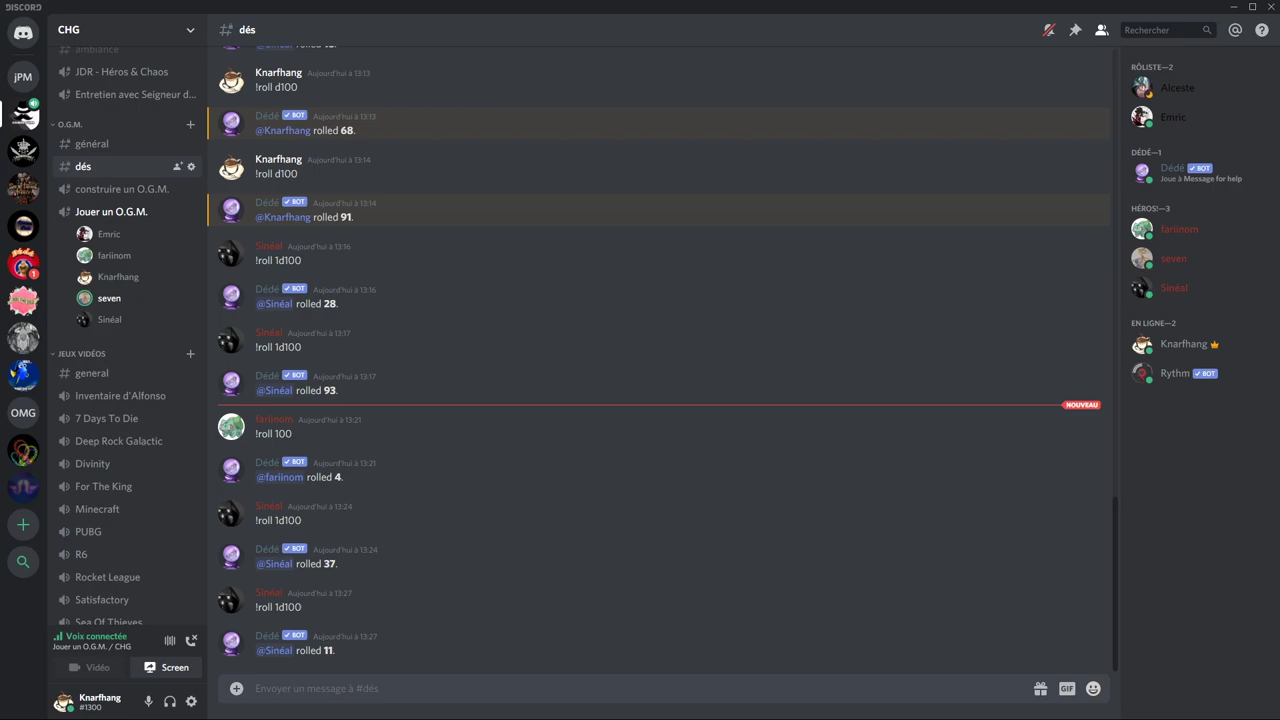 DISCORD
CHG
ambiance
JDR - Héros & Chaos
Entretien avec Seigneur d...
O.G.M.
général
dés
construire un O.G.M.
Jouer un O.G.M.
Emric
fariinom
Knarfhang
seven
Sinéal
JEUX VIDÉOS
general
Inventaire d'Alfonso
7 Days To Die
Deep Rock Galactic
Divinity
For The King
Minecraft
PUBG
R6
Rocket League
Satisfactory
Sea Of Thieves
Voix connectée
Jouer un O.G.M. / CHG
Vidéo
Screen
Knarfhang
#1300
jPM
1
OMG
dés
Rechercher
Knarfhang Aujourd'hui à 13:13
!roll d100
Dédé BOT Aujourd'hui à 13:13
@Knarfhang rolled 68.
Knarfhang Aujourd'hui à 13:14
!roll d100
Dédé BOT Aujourd'hui à 13:14
@Knarfhang rolled 91.
Sinéal Aujourd'hui à 13:16
!roll 1d100
Dédé BOT Aujourd'hui à 13:16
@Sinéal rolled 28.
Sinéal Aujourd'hui à 13:17
!roll 1d100
Dédé BOT Aujourd'hui à 13:17
@Sinéal rolled 93.
NOUVEAU
fariinom Aujourd'hui à 13:21
!roll 100
Dédé BOT Aujourd'hui à 13:21
@fariinom rolled 4.
Sinéal Aujourd'hui à 13:24
!roll 1d100
Dédé BOT Aujourd'hui à 13:24
@Sinéal rolled 37.
Sinéal Aujourd'hui à 13:27
!roll 1d100
Dédé BOT Aujourd'hui à 13:27
@Sinéal rolled 11.
Envoyer un message à #dés
GIF
RÔLISTE—2
Alceste
Emric
DÉDÉ—1
Dédé BOT
Joue à Message for help
HÉROS!—3
fariinom
seven
Sinéal
EN LIGNE—2
Knarfhang
Rythm BOT